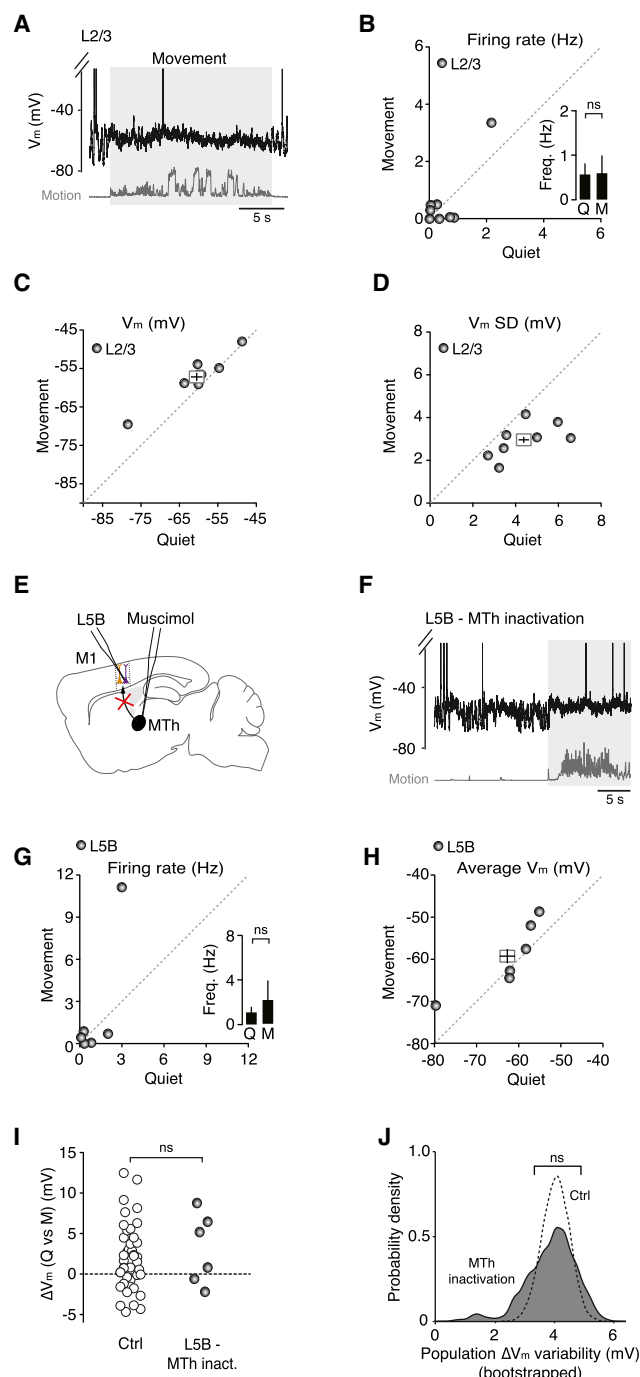 A
L2/3
Movement
-40
-80
Vm (mV)
Motion
5 s
B
Firing rate (Hz)
L2/3
6
4
2
0
Movement
0 2 4 6
Quiet
2
1
0
Freq. (Hz)
ns
Q M
C
Vm (mV)
L2/3
-45
-55
-65
-75
-85
Movement
-85 -75 -65 -55 -45
Quiet
D
Vm SD (mV)
L2/3
8
6
4
2
0
Movement
0 2 4 6 8
Quiet
E
L5B Muscimol
M1
MTh
F
L5B - MTh inactivation
-40
-80
Vm (mV)
Motion
5 s
G
L5B
Firing rate (Hz)
12
9
6
3
0
Movement
0 3 6 9 12
Quiet
8
4
0
Freq. (Hz)
ns
Q M
H
L5B
Average Vm (mV)
-40
-50
-60
-70
-80
Movement
-80 -70 -60 -50 -40
Quiet
I
ns
15
10
5
0
-5
ΔVm (Q vs M) (mV)
Ctrl L5B -
MTh inact.
J
ns
1.0
0.5
0
Probability density
Ctrl
MTh
inactivation
0 2 4 6
Population ΔVm variability (mV)
(bootstrapped)